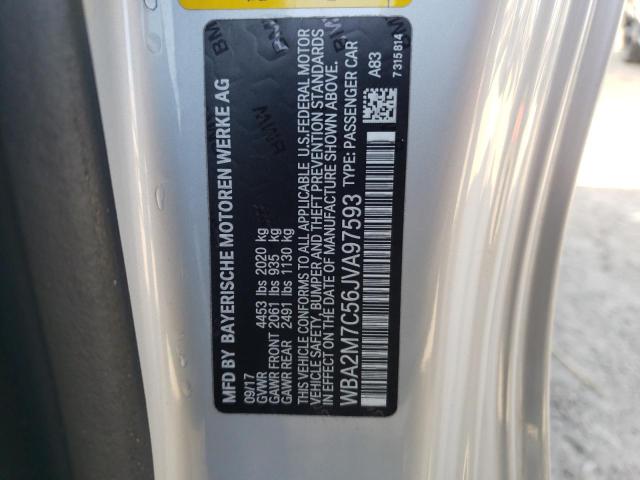 MFD BY BAYERISCHE MOTOREN WERKE AG
09/17
GVWR 4453 lbs 2020 kg
GAWR FRONT 2061 lbs 935 kg
GAWR REAR 2491 lbs 1130 kg
THIS VEHICLE CONFORMS TO ALL APPLICABLE U.S.FEDERAL MOTOR
VEHICLE SAFETY, BUMPER AND THEFT PREVENTION STANDARDS
IN EFFECT ON THE DATE OF MANUFACTURE SHOWN ABOVE.
WBA2M7C56JVA97593 TYPE: PASSENGER CAR
A83
7315814
BMW